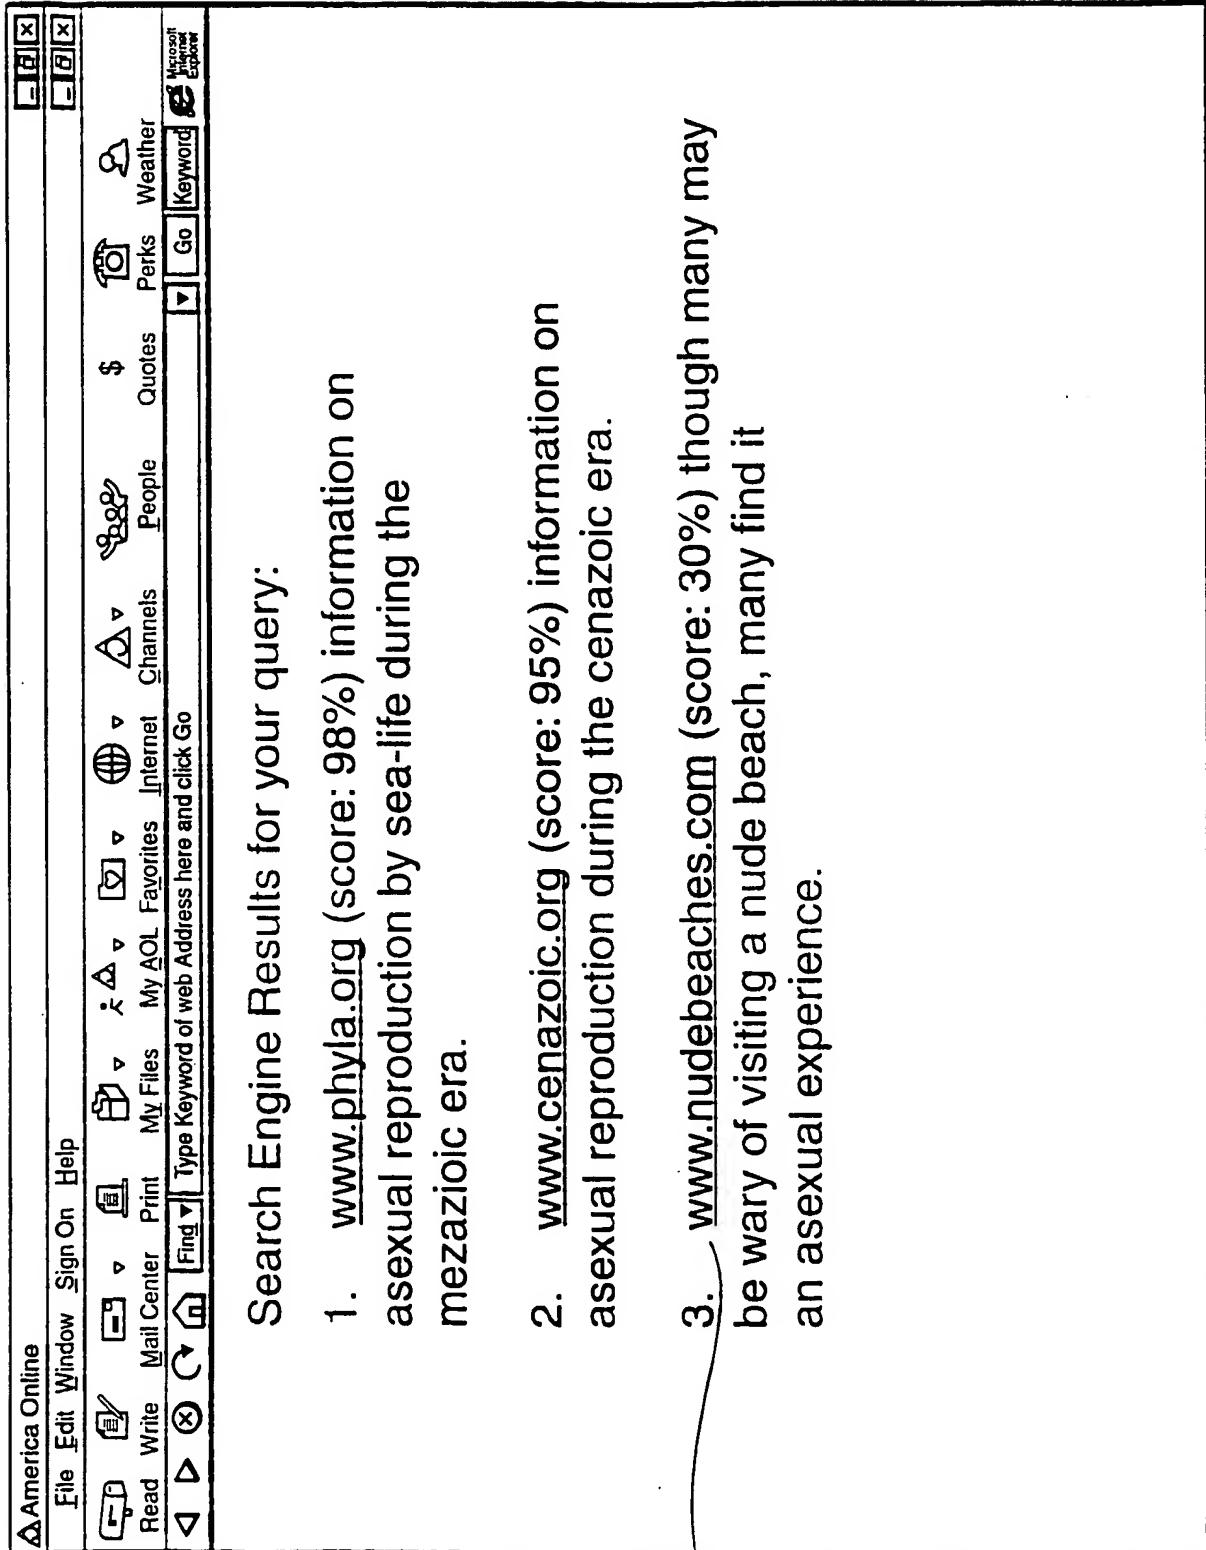 America Online
File Edit Window Sign On Help
Read Write Mail Center Print My Files My AOL Favorites Internet Channels People Quotes Perks Weather
Find Type Keyword of web Address here and click Go Go Keyword Microsoft Internet Explorer
Search Engine Results for your query:
1. www.phyla.org (score: 98%) information on
asexual reproduction by sea-life during the
mezazioic era.
2. www.cenazoic.org (score: 95%) information on
asexual reproduction during the cenazoic era.
3. www.nudebeaches.com (score: 30%) though many may
be wary of visiting a nude beach, many find it
an asexual experience.